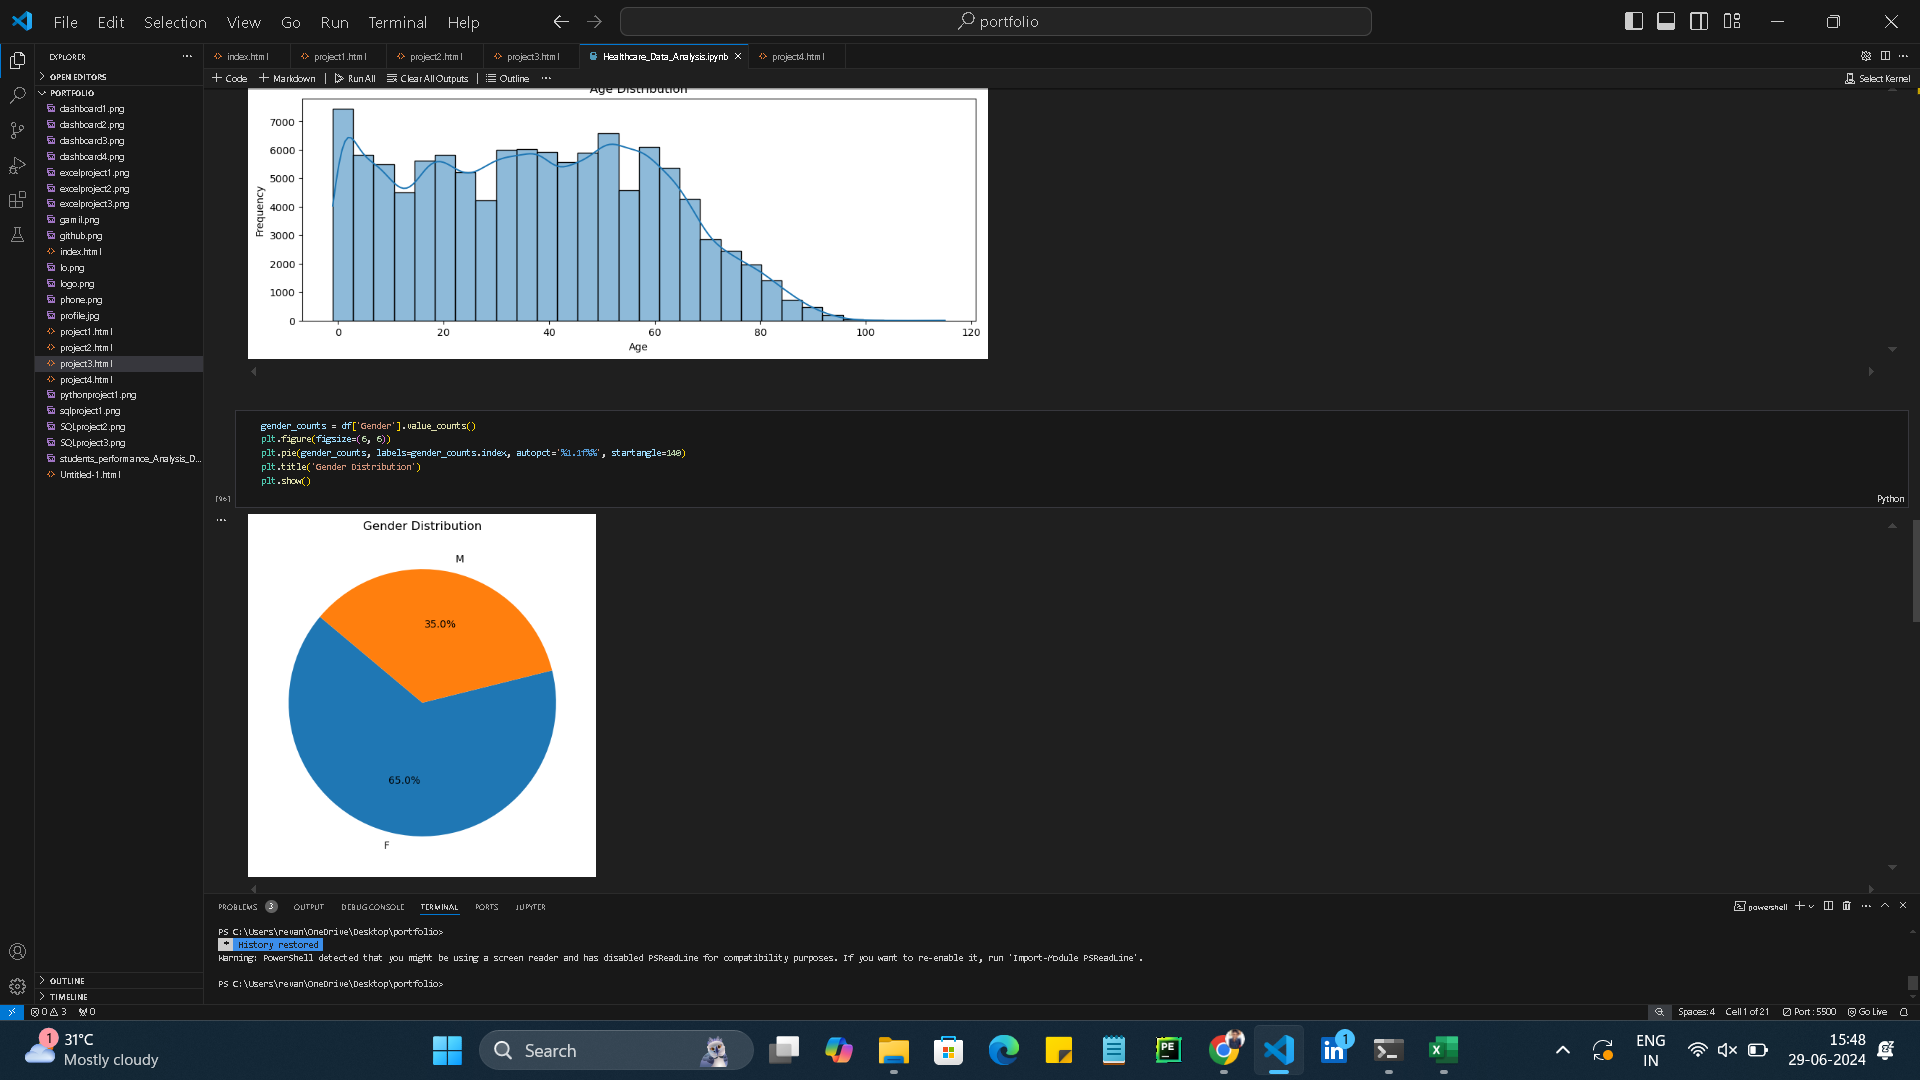 File Edit Selection View Go Run Terminal Help
portfolio
EXPLORER
index.html project1.html project2.html project3.html Healthcare_Data_Analysis.ipynb project4.html
+ Code + Markdown | Run All Clear All Outputs | Outline ...
Select Kernel
OPEN EDITORS
PORTFOLIO
dashboard1.png
dashboard2.png
dashboard3.png
dashboard4.png
excelproject1.png
excelproject2.png
excelproject3.png
gamil.png
github.png
index.html
lo.png
logo.png
phone.png
profile.jpg
project1.html
project2.html
project3.html
project4.html
pythonproject1.png
sqlproject1.png
SQLproject2.png
SQLproject3.png
students_performance_Analysis_D...
Untitled-1.html
OUTLINE
TIMELINE
Age Distribution
Frequency
7000
6000
5000
4000
3000
2000
1000
0
0 20 40 60 80 100 120
Age
gender_counts = df['Gender'].value_counts()
plt.figure(figsize=(6, 6))
plt.pie(gender_counts, labels=gender_counts.index, autopct='%1.1f%%', startangle=140)
plt.title('Gender Distribution')
plt.show()
[96]
Python
Gender Distribution
M
35.0%
65.0%
F
PROBLEMS 3 OUTPUT DEBUG CONSOLE TERMINAL PORTS JUPYTER
powershell
PS C:\Users\revan\OneDrive\Desktop\portfolio>
* History restored
Warning: PowerShell detected that you might be using a screen reader and has disabled PSReadLine for compatibility purposes. If you want to re-enable it, run 'Import-Module PSReadLine'.
PS C:\Users\revan\OneDrive\Desktop\portfolio>
0 3 0
Spaces: 4 Cell 1 of 21 Port : 5500 Go Live
1
31°C
Mostly cloudy
Search
PE
1
ENG
IN
15:48
29-06-2024